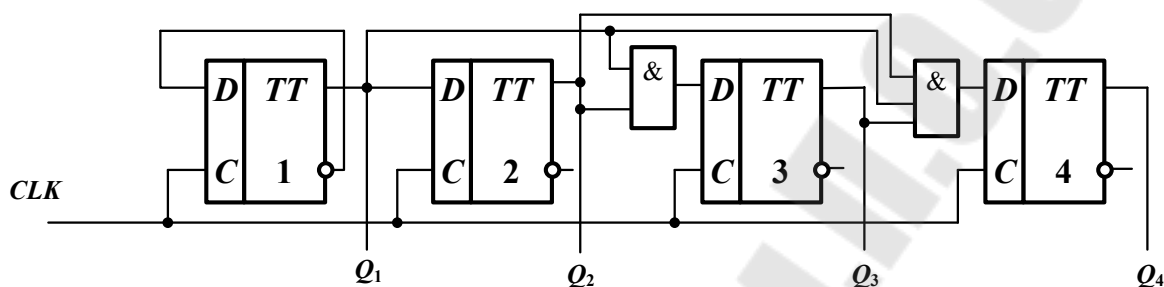 D TT & D TT & D TT
D TT
C 1 C 2 C 3 C 4
CLK
Q1 Q2 Q3 Q4